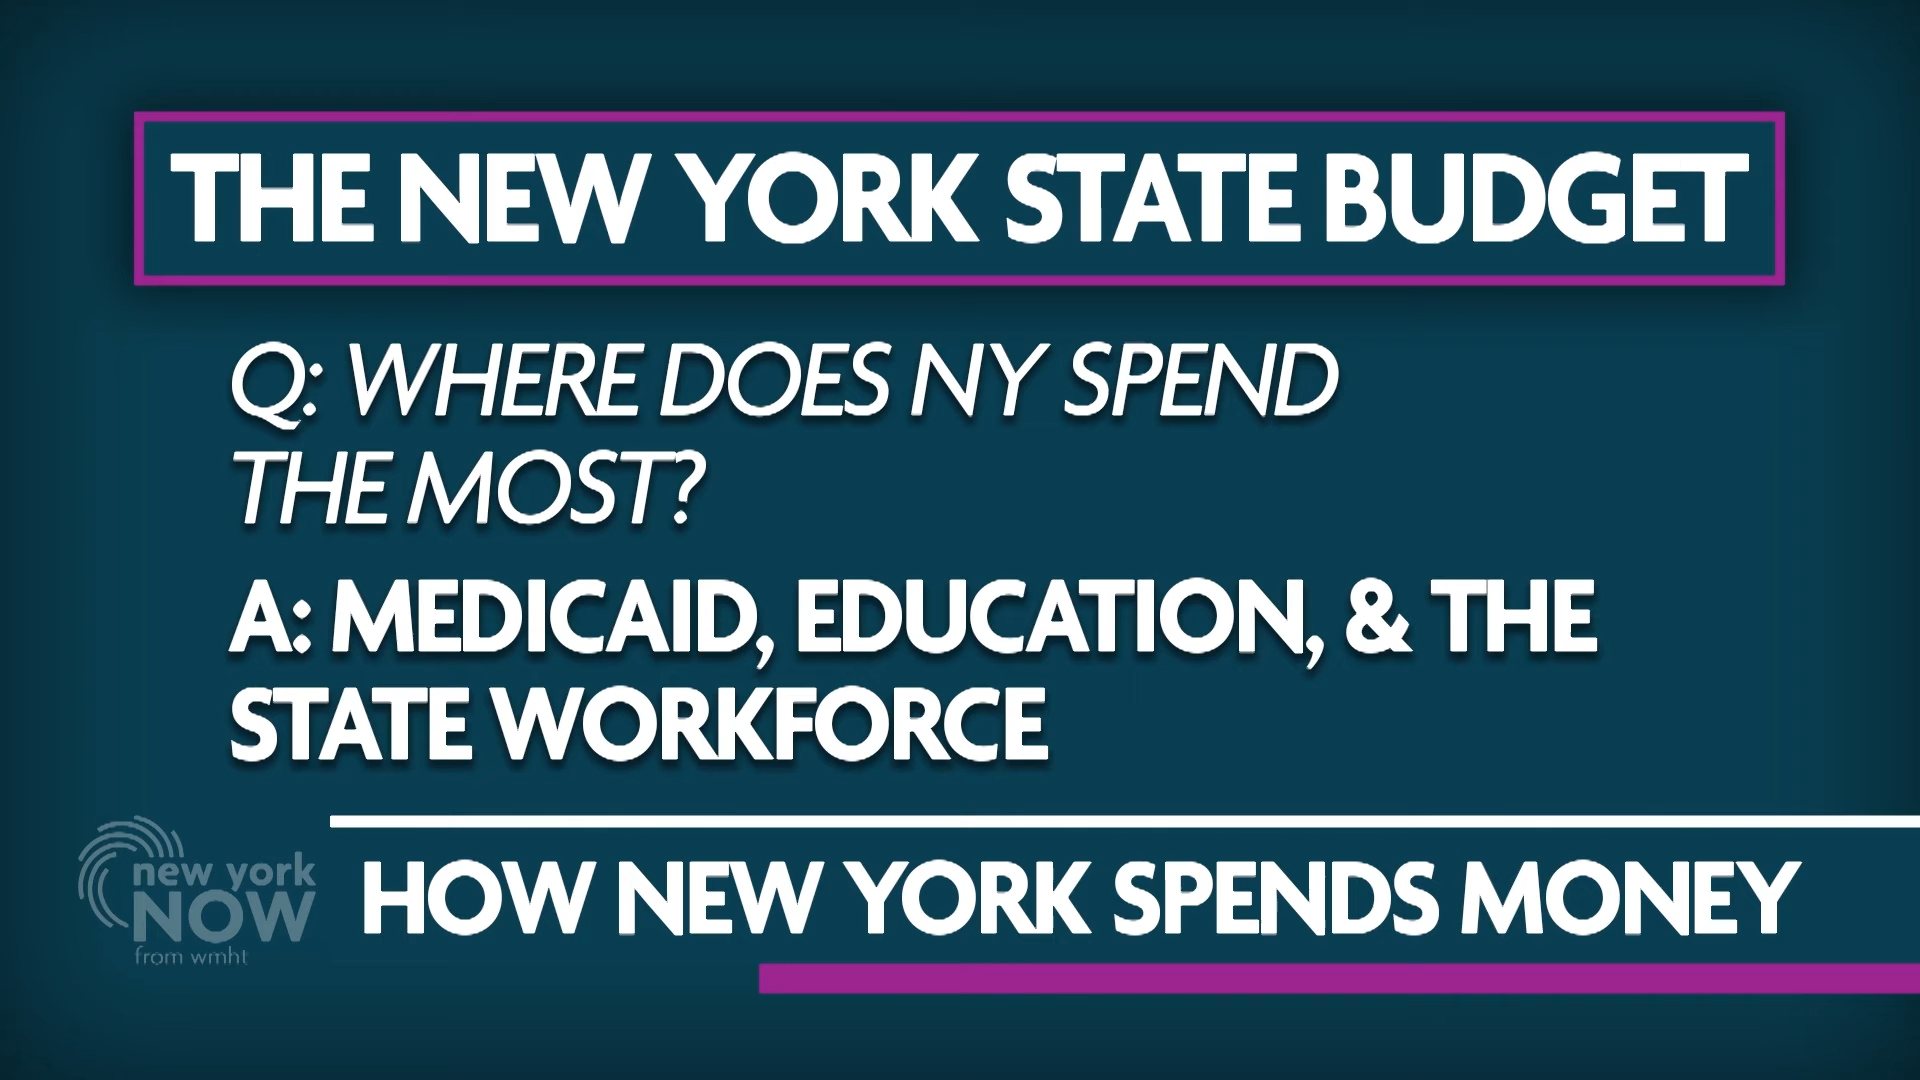 THE NEW YORK STATE BUDGET
Q: WHERE DOES NY SPEND
THE MOST?
A: MEDICAID, EDUCATION, & THE
STATE WORKFORCE
new york
NOW
from wmht
HOW NEW YORK SPENDS MONEY